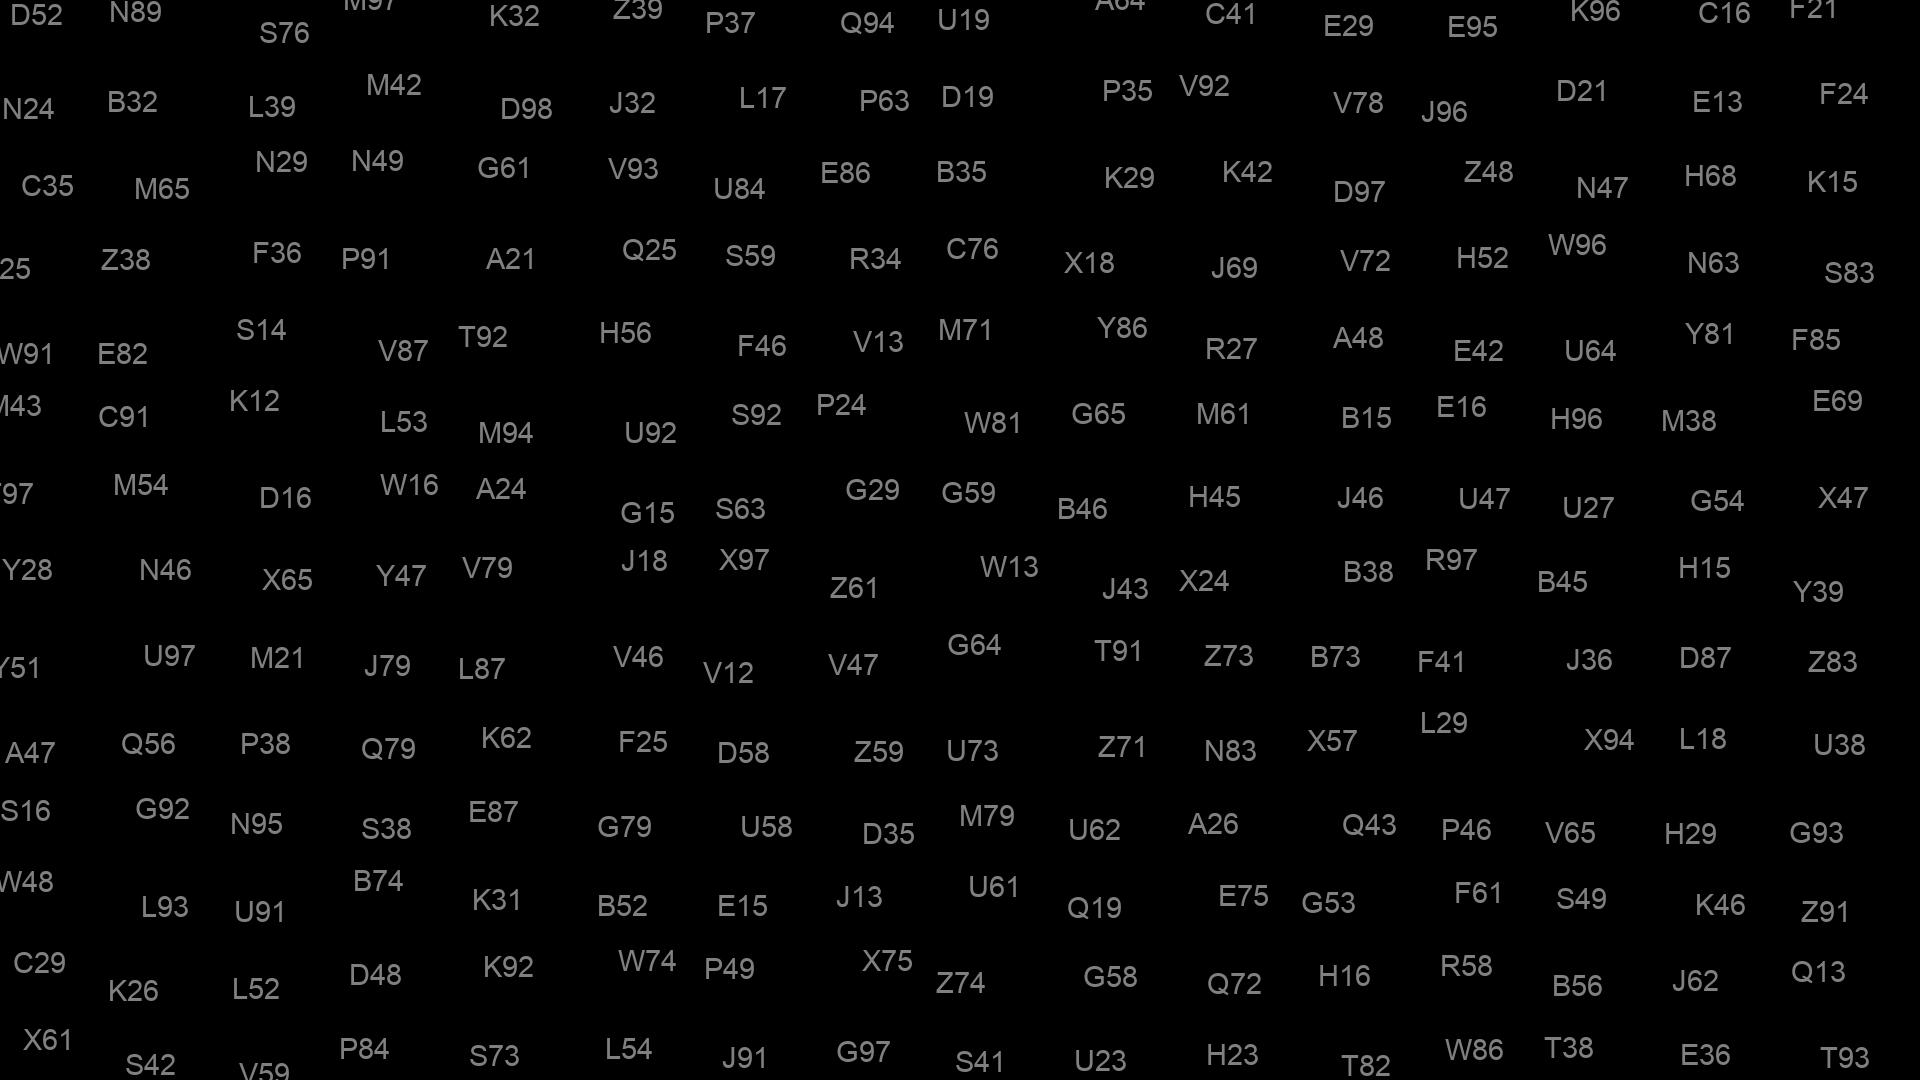 D52 N89 S76 M97 K32 Z39 P37 Q94 U19 A64 C41 E29 E95 K96 C16 F21
N24 B32 L39 M42 D98 J32 L17 P63 D19 P35 V92 V78 J96 D21 E13 F24
C35 M65 N29 N49 G61 V93 U84 E86 B35 K29 K42 D97 Z48 N47 H68 K15
25 Z38 F36 P91 A21 Q25 S59 R34 C76 X18 J69 V72 H52 W96 N63 S83
W91 E82 S14 V87 T92 H56 F46 V13 M71 Y86 R27 A48 E42 U64 Y81 F85
M43 C91 K12 L53 M94 U92 S92 P24 W81 G65 M61 B15 E16 H96 M38 E69
97 M54 D16 W16 A24 G15 S63 G29 G59 B46 H45 J46 U47 U27 G54 X47
Y28 N46 X65 Y47 V79 J18 X97 Z61 W13 J43 X24 B38 R97 B45 H15 Y39
Y51 U97 M21 J79 L87 V46 V12 V47 G64 T91 Z73 B73 F41 J36 D87 Z83
A47 Q56 P38 Q79 K62 F25 D58 Z59 U73 Z71 N83 X57 L29 X94 L18 U38
S16 G92 N95 S38 E87 G79 U58 D35 M79 U62 A26 Q43 P46 V65 H29 G93
W48 L93 U91 B74 K31 B52 E15 J13 U61 Q19 E75 G53 F61 S49 K46 Z91
C29 K26 L52 D48 K92 W74 P49 X75 Z74 G58 Q72 H16 R58 B56 J62 Q13
X61 S42 V59 P84 S73 L54 J91 G97 S41 U23 H23 T82 W86 T38 E36 T93